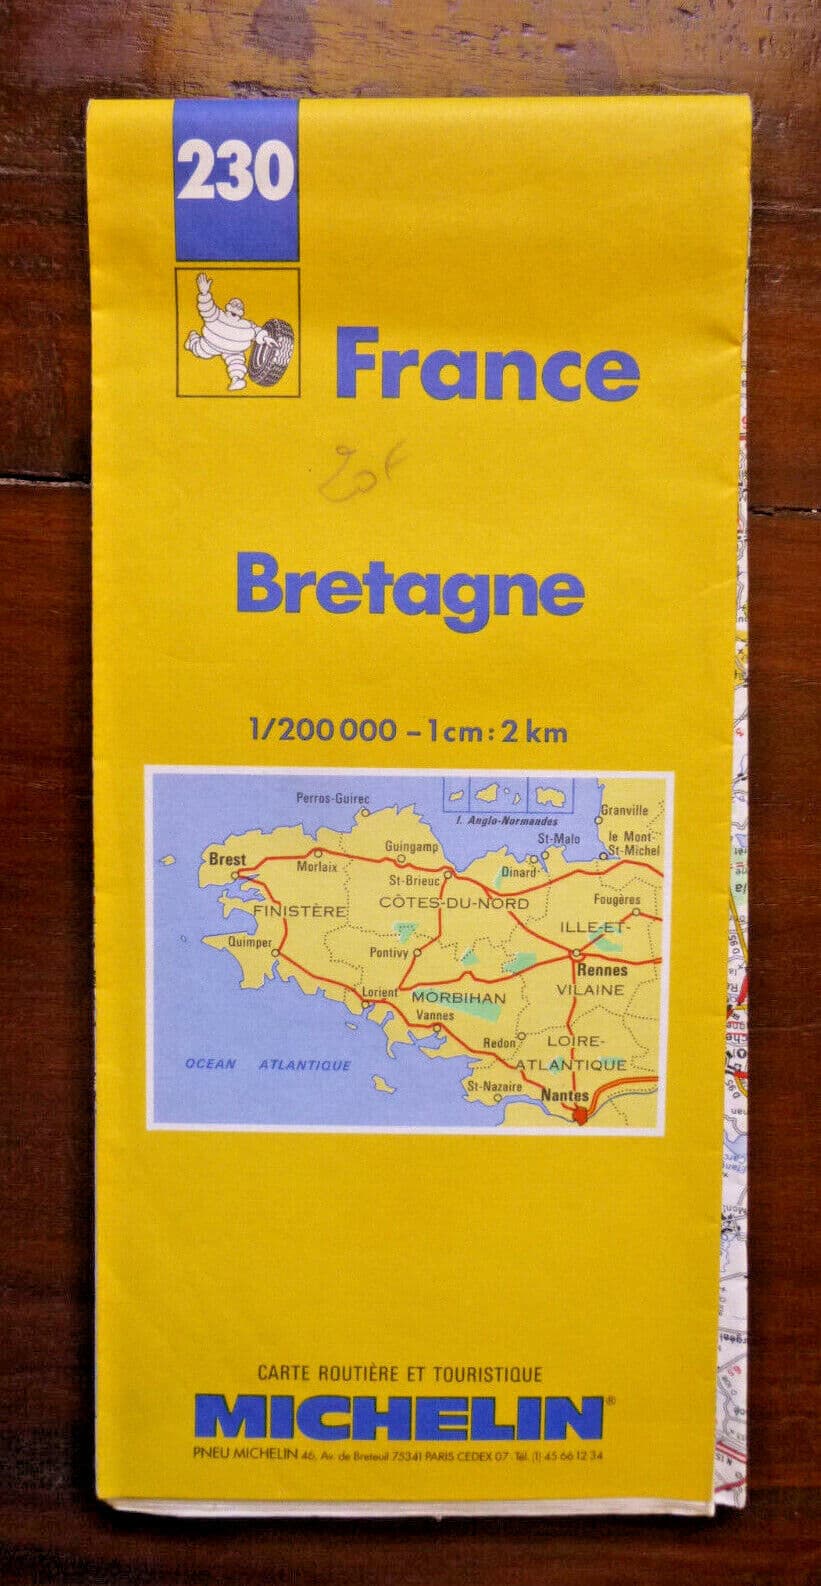 230
France
20f
Bretagne
1/200 000 – 1 cm : 2 km
Perros-Guirec
I. Anglo-Normandes
Granville
St-Malo
le Mont-
St-Michel
Brest
Morlaix
Guingamp
St-Brieuc
Dinard
CÔTES-DU-NORD
Fougères
FINISTÈRE
ILLE-ET-
Quimper
Pontivy
Rennes
VILAINE
Lorient
MORBIHAN
Vannes
Redon
LOIRE-
ATLANTIQUE
OCEAN ATLANTIQUE
St-Nazaire
Nantes
CARTE ROUTIÈRE ET TOURISTIQUE
MICHELIN®
PNEU MICHELIN 46, Av. de Breteuil 75341 PARIS CEDEX 07 Tél. (1) 45 66 12 34